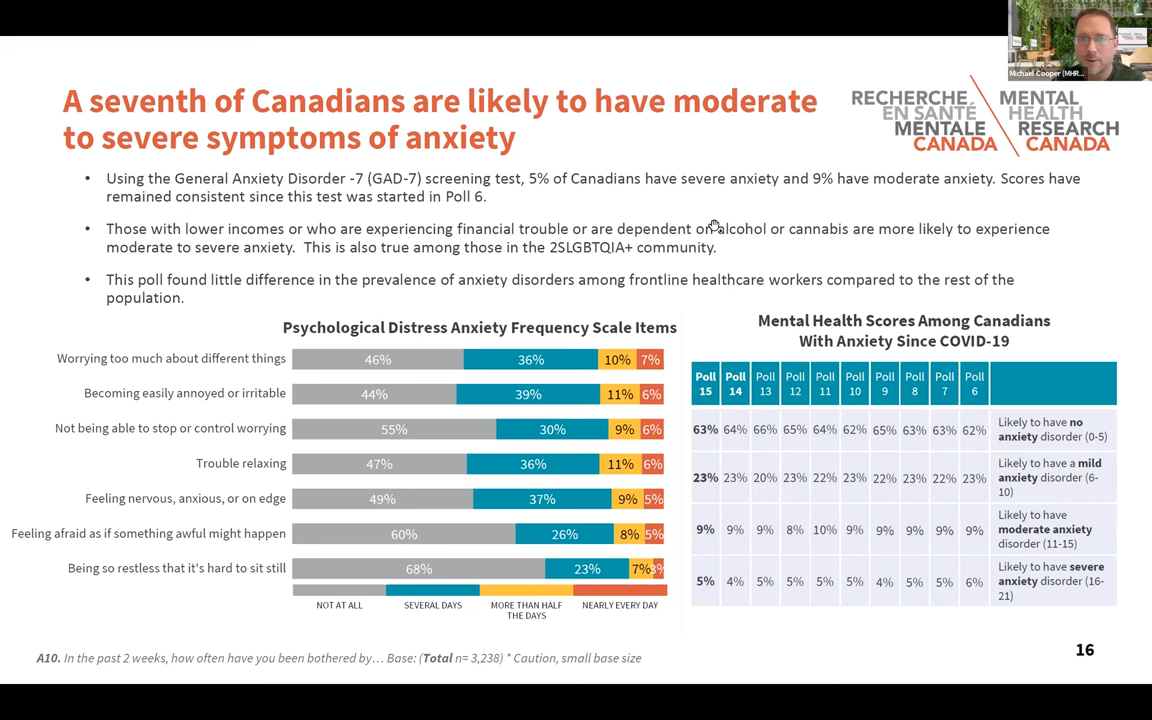 Michael Cooper (MHR...
A seventh of Canadians are likely to have moderate
to severe symptoms of anxiety
RECHERCHE
EN SANTÉ
MENTALE
CANADA
MENTAL
HEALTH
RESEARCH
CANADA
• Using the General Anxiety Disorder -7 (GAD-7) screening test, 5% of Canadians have severe anxiety and 9% have moderate anxiety. Scores have
remained consistent since this test was started in Poll 6.
• Those with lower incomes or who are experiencing financial trouble or are dependent on alcohol or cannabis are more likely to experience
moderate to severe anxiety. This is also true among those in the 2SLGBTQIA+ community.
• This poll found little difference in the prevalence of anxiety disorders among frontline healthcare workers compared to the rest of the
population.
Psychological Distress Anxiety Frequency Scale Items
Worrying too much about different things 46% 36% 10% 7%
Becoming easily annoyed or irritable 44% 39% 11% 6%
Not being able to stop or control worrying 55% 30% 9% 6%
Trouble relaxing 47% 36% 11% 6%
Feeling nervous, anxious, or on edge 49% 37% 9% 5%
Feeling afraid as if something awful might happen 60% 26% 8% 5%
Being so restless that it's hard to sit still 68% 23% 7% 3%
NOT AT ALL SEVERAL DAYS MORE THAN HALF NEARLY EVERY DAY
THE DAYS
Mental Health Scores Among Canadians
With Anxiety Since COVID-19
Poll Poll Poll Poll Poll Poll Poll Poll Poll Poll
15 14 13 12 11 10 9 8 7 6
63% 64% 66% 65% 64% 62% 65% 63% 63% 62% Likely to have no
anxiety disorder (0-5)
23% 23% 20% 23% 22% 23% 22% 23% 22% 23% Likely to have a mild
anxiety disorder (6-
10)
9% 9% 9% 8% 10% 9% 9% 9% 9% 9% Likely to have
moderate anxiety
disorder (11-15)
5% 4% 5% 5% 5% 5% 4% 5% 5% 6% Likely to have severe
anxiety disorder (16-
21)
A10. In the past 2 weeks, how often have you been bothered by… Base: (Total n= 3,238) * Caution, small base size
16